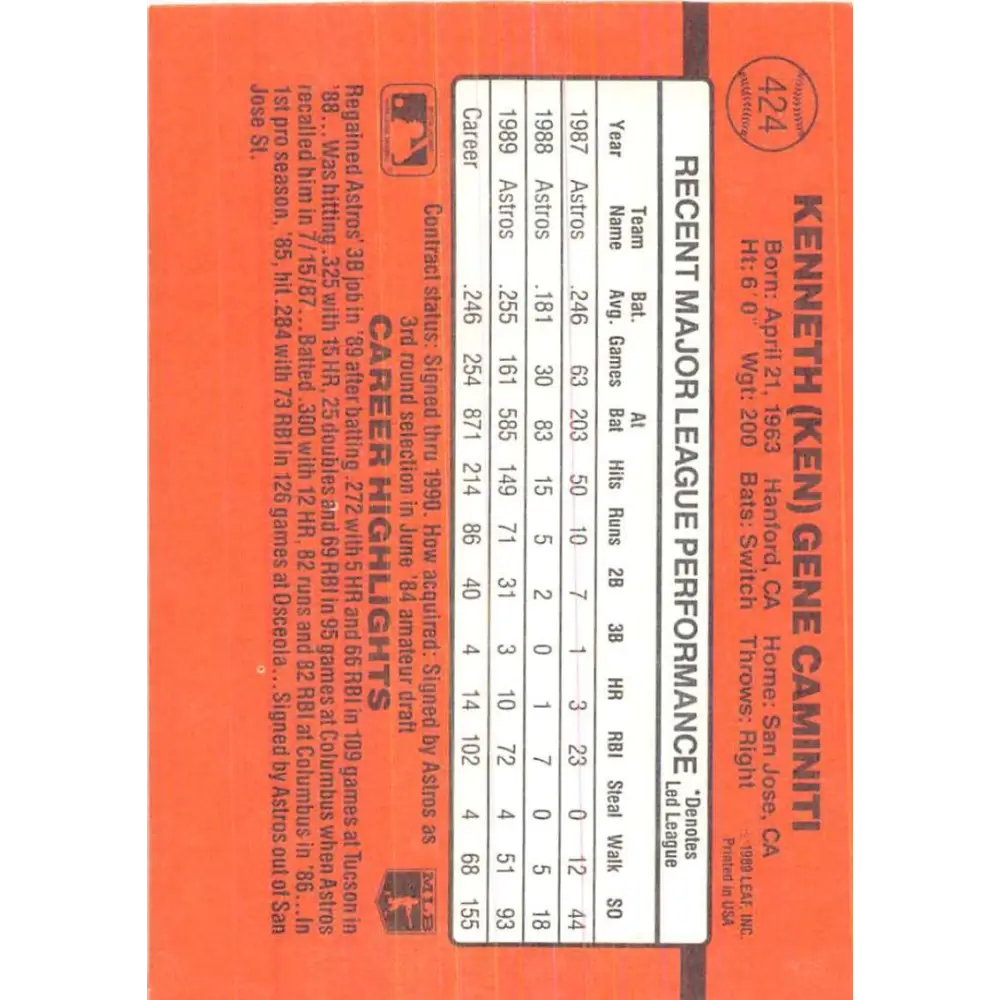 424
KENNETH (KEN) GENE CAMINITI
Born: April 21, 1963 Hanford, CA Home: San Jose, CA
Ht: 6' 0" Wgt: 200 Bats: Switch Throws: Right
© 1989 LEAF, INC.
Printed in USA
RECENT MAJOR LEAGUE PERFORMANCE
*Denotes
Led League
Team Bat. At
Year Name Avg. Games Bat Hits Runs 2B 3B HR RBI Steal Walk SO
1987 Astros .246 63 203 50 10 7 1 3 23 0 12 44
1988 Astros .181 30 83 15 5 2 0 1 7 0 5 18
1989 Astros .255 161 585 149 71 31 3 10 72 4 51 93
Career .246 254 871 214 86 40 4 14 102 4 68 155
Contract status: Signed thru 1990. How acquired: Signed by Astros as
3rd round selection in June '84 amateur draft
MLB
CAREER HIGHLIGHTS
Regained Astros' 3B job in '89 after batting .272 with 5 HR and 66 RBI in 109 games at Tucson in
'88... Was hitting .325 with 15 HR, 25 doubles and 69 RBI in 95 games at Columbus when Astros
recalled him in 7/15/87... Batted .300 with 12 HR, 82 runs and 82 RBI at Columbus in '86... In
1st pro season, '85, hit .284 with 73 RBI in 126 games at Osceola... Signed by Astros out of San
Jose St.